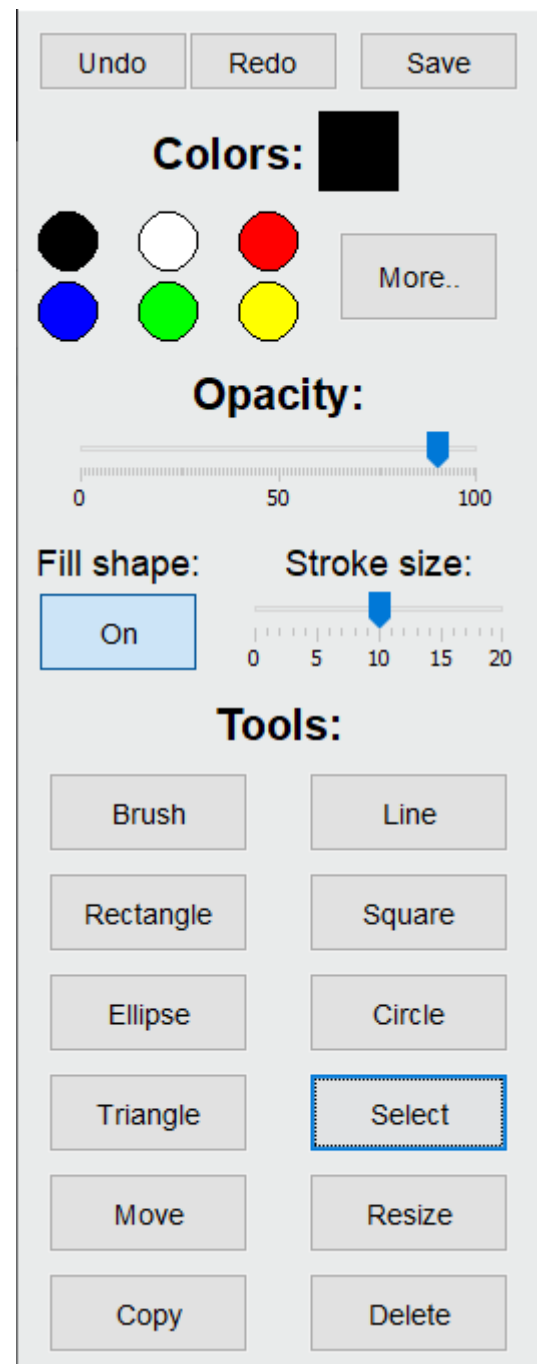 Undo Redo Save
Colors:
More..
Opacity:
0 50 100
Fill shape: Stroke size:
On
0 5 10 15 20
Tools:
Brush Line
Rectangle Square
Ellipse Circle
Triangle Select
Move Resize
Copy Delete